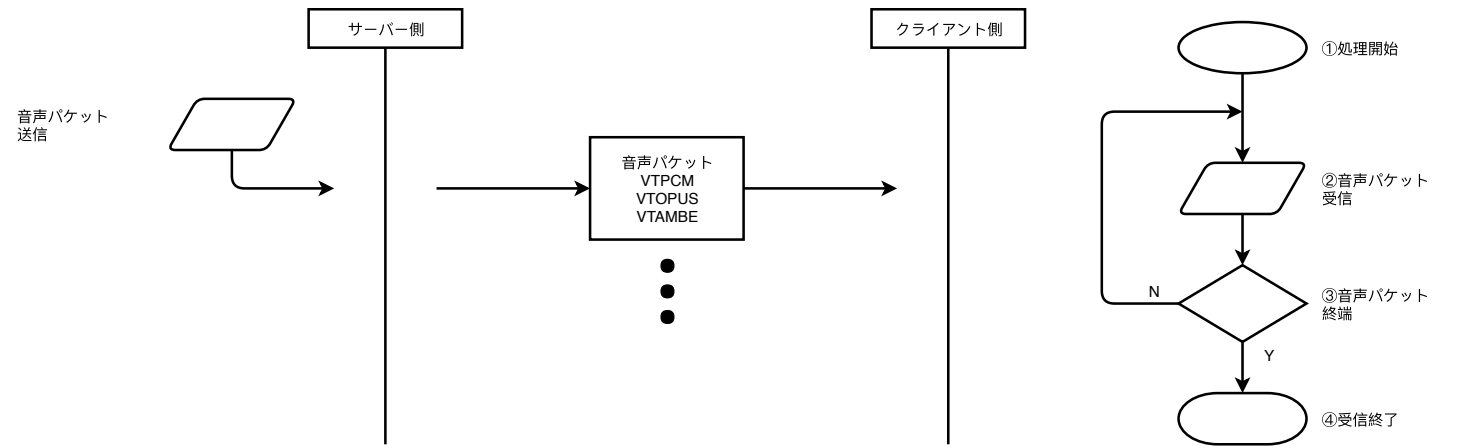 サーバー側
クライアント側
①処理開始
音声パケット
送信
音声パケット
VTPCM
VTOPUS
VTAMBE
②音声パケット
受信
N
③音声パケット
終端
Y
④受信終了